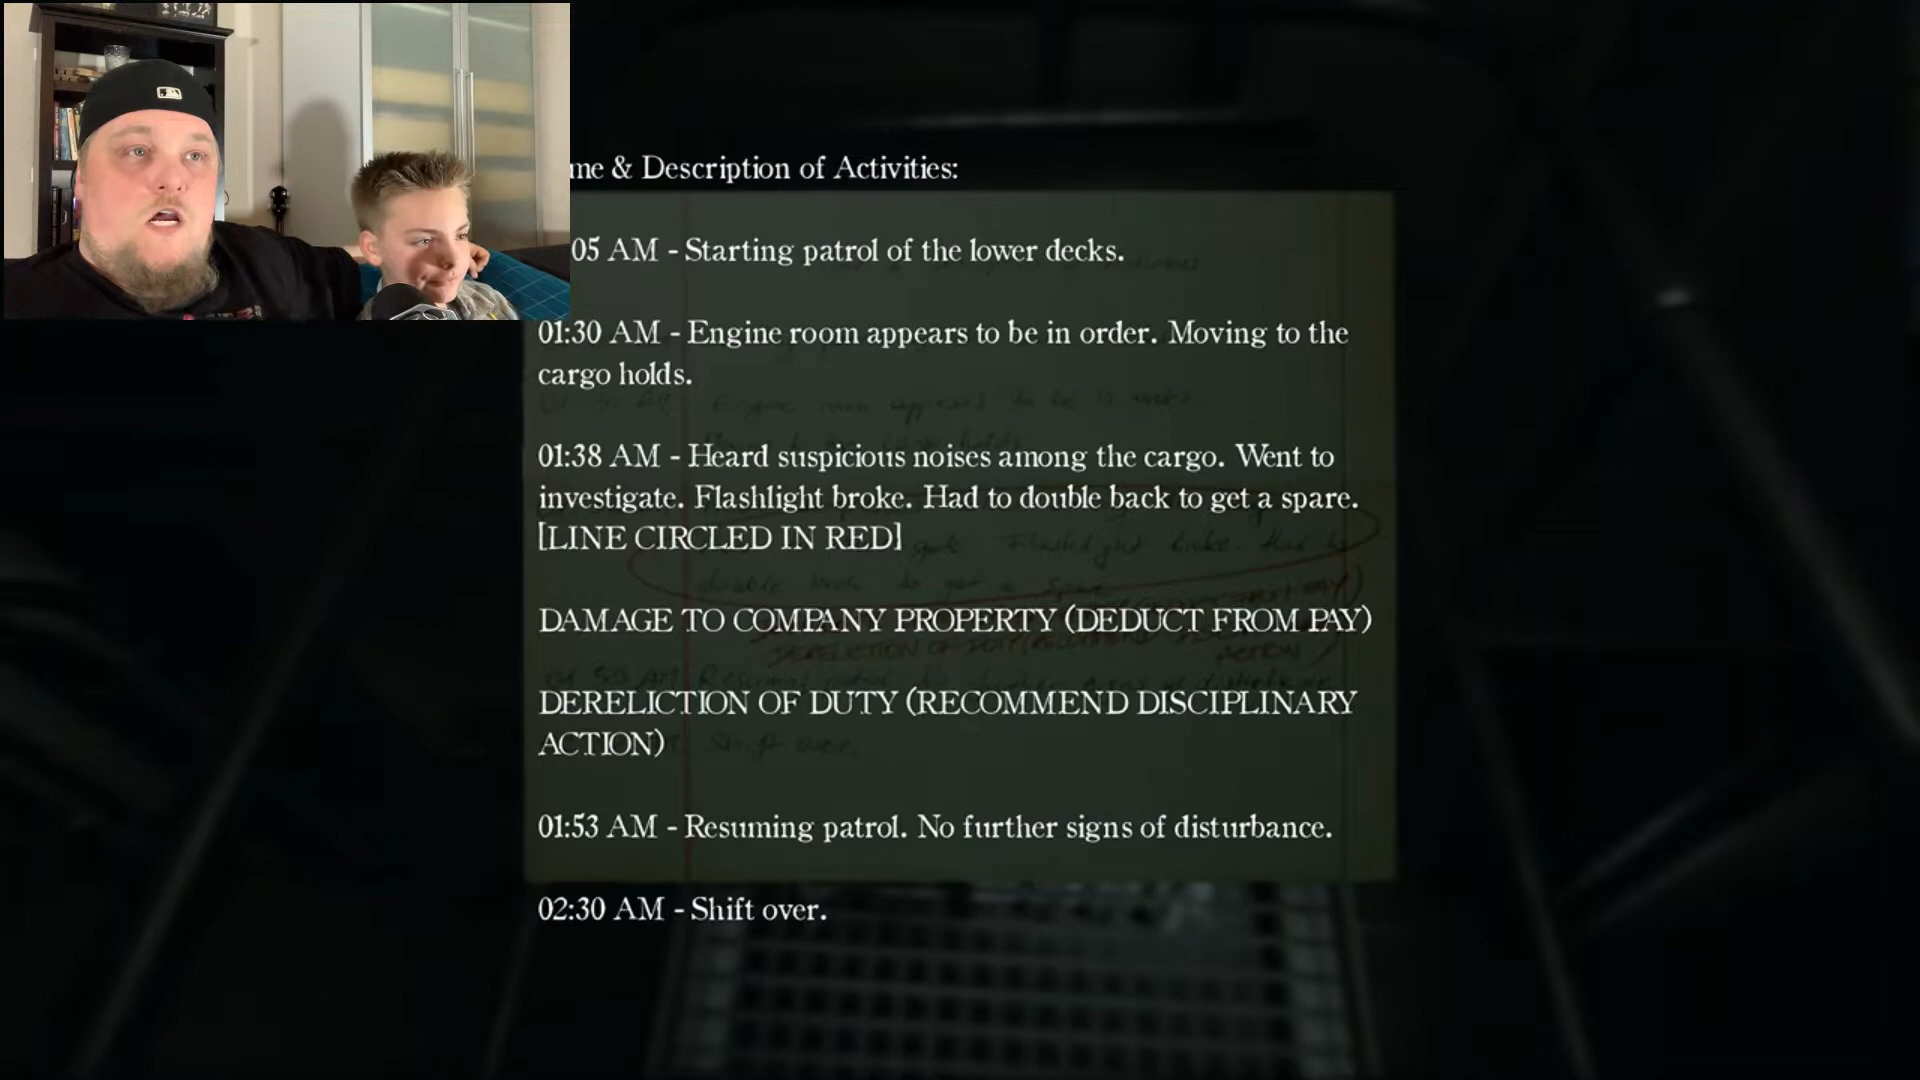 me & Description of Activities:
05 AM - Starting patrol of the lower decks.
01:30 AM - Engine room appears to be in order. Moving to the
cargo holds.
01:38 AM - Heard suspicious noises among the cargo. Went to
investigate. Flashlight broke. Had to double back to get a spare.
[LINE CIRCLED IN RED]
DAMAGE TO COMPANY PROPERTY (DEDUCT FROM PAY)
DERELICTION OF DUTY (RECOMMEND DISCIPLINARY
ACTION)
01:53 AM - Resuming patrol. No further signs of disturbance.
02:30 AM - Shift over.